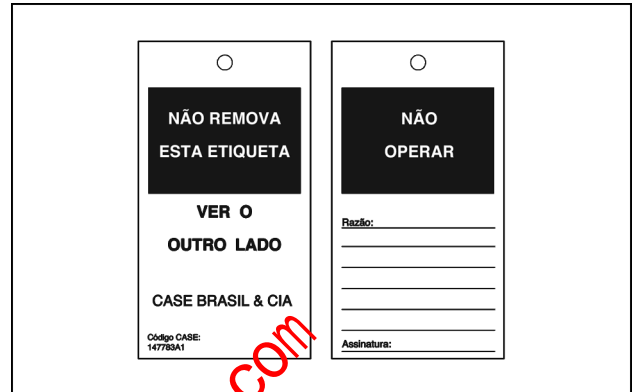 NÃO REMOVA
ESTA ETIQUETA
VER O
OUTRO LADO
CASE BRASIL & CIA
Código CASE:
147783A1
NÃO
OPERAR
Razão:
Assinatura:
com